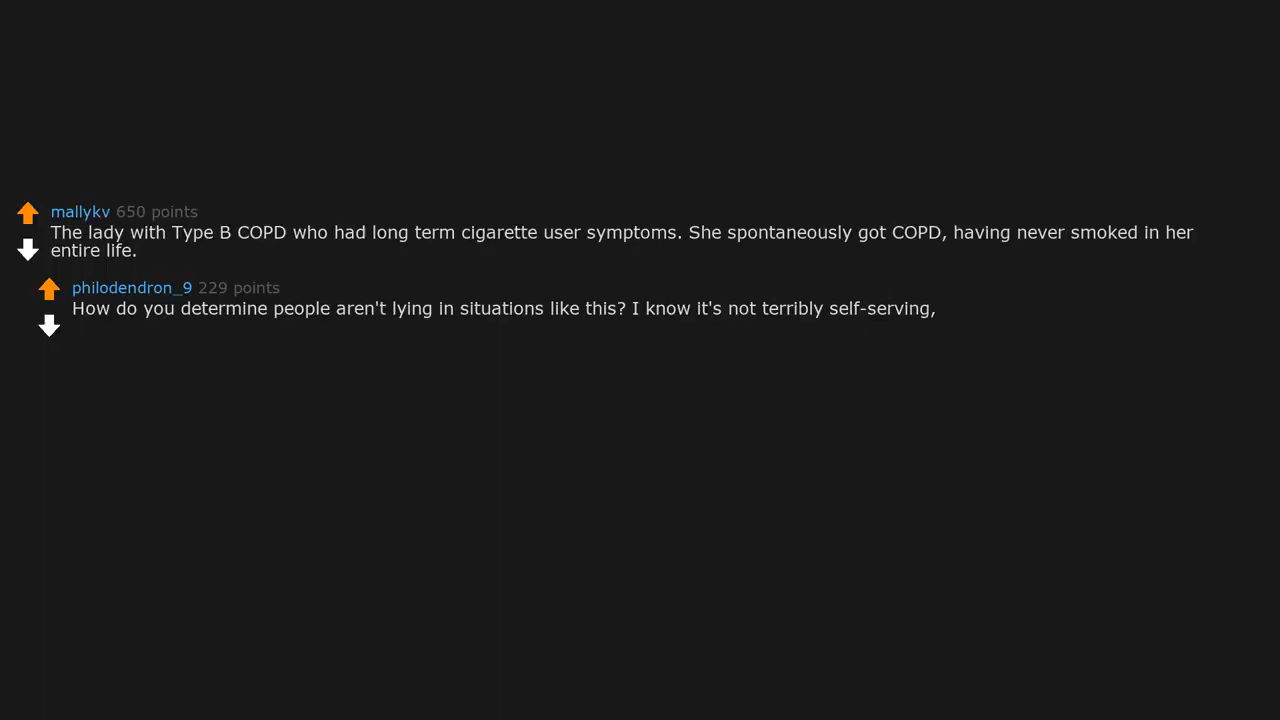 mallykv 650 points
The lady with Type B COPD who had long term cigarette user symptoms. She spontaneously got COPD, having never smoked in her
entire life.
philodendron_9 229 points
How do you determine people aren't lying in situations like this? I know it's not terribly self-serving,